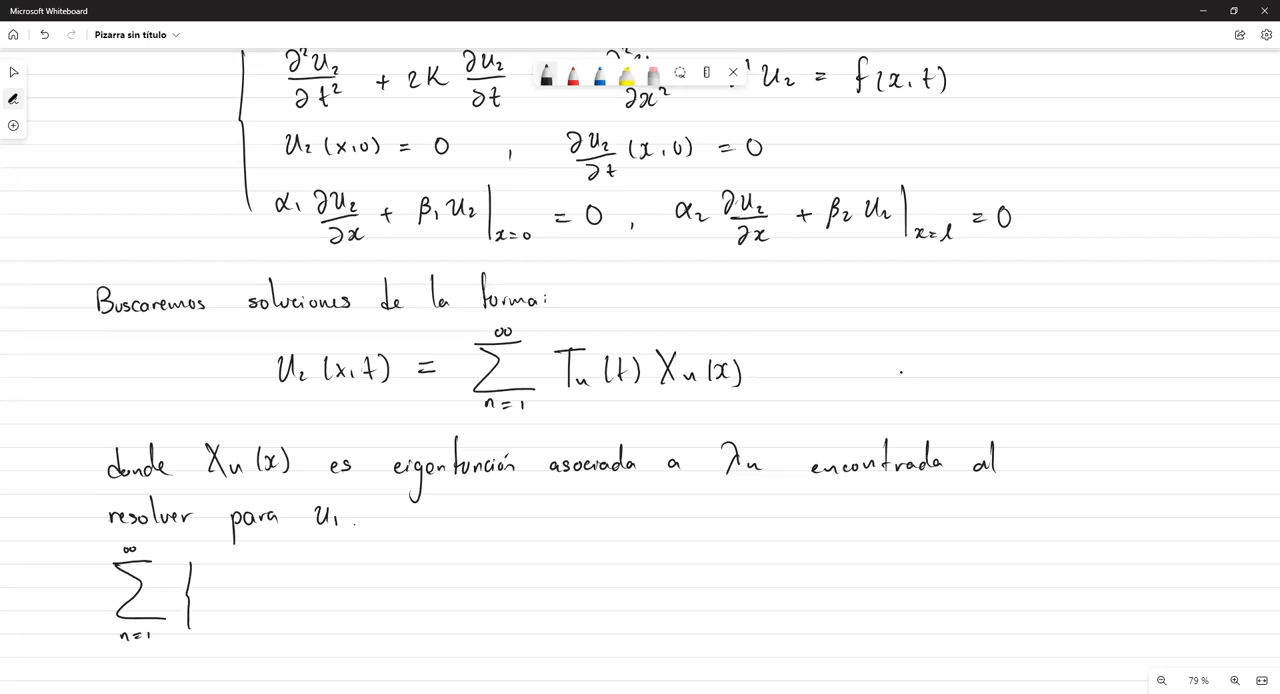 Microsoft Whiteboard
Pizarra sin título
∂²u₂/∂t² + 2K ∂u₂/∂t ∂x² u₂ = f(x,t)
u₂(x,0) = 0 , ∂u₂/∂t (x,0) = 0
α₁ ∂u₂/∂x + β₁ u₂ |x=0 = 0 , α₂ ∂u₂/∂x + β₂ u₂ |x=l = 0
Buscaremos soluciones de la forma:
u₂(x,t) = ∑ n=1 ∞ Tn(t) Xn(x)
donde Xn(x) es eigenfunción asociada a λn encontrada al
resolver para u₁.
∑ n=1 ∞ {
79 %